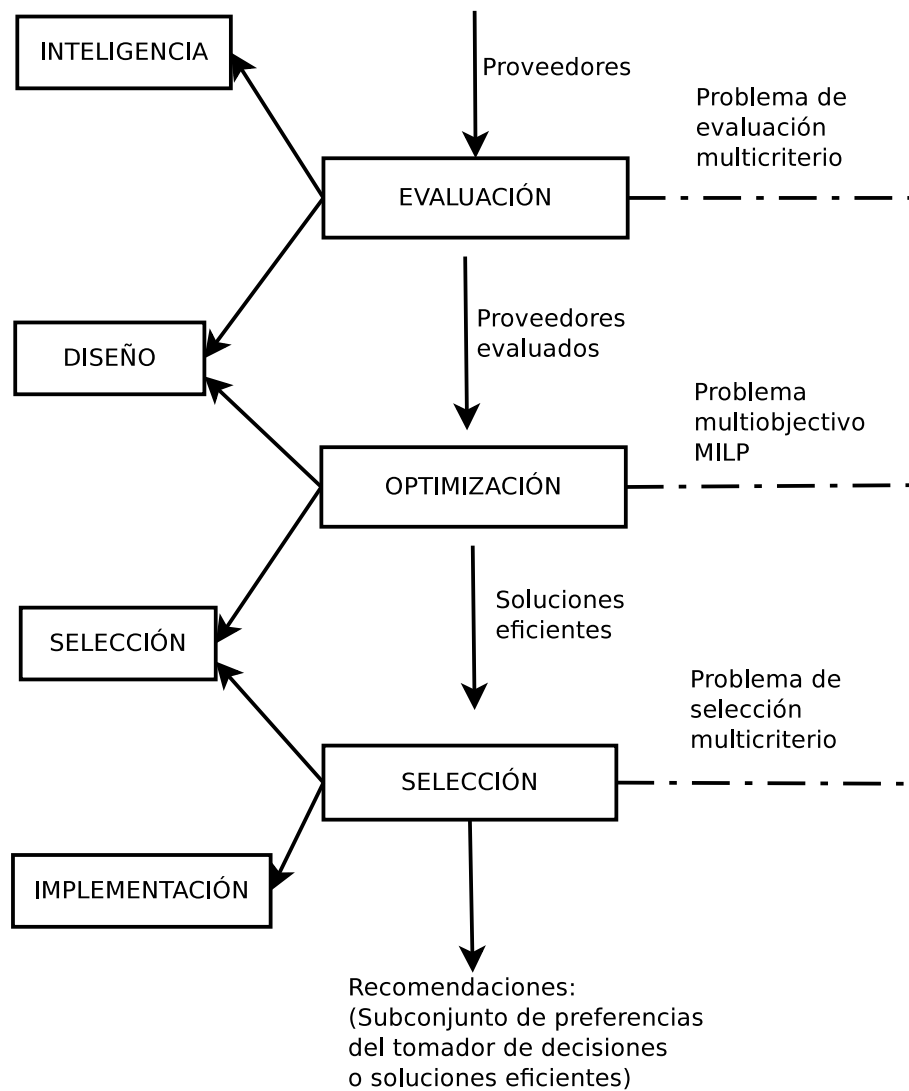 INTELIGENCIA
Proveedores
Problema de
evaluación
multicriterio
EVALUACIÓN
Proveedores
evaluados
DISEÑO
Problema
multiobjectivo
MILP
OPTIMIZACIÓN
Soluciones
eficientes
SELECCIÓN
Problema de
selección
multicriterio
SELECCIÓN
IMPLEMENTACIÓN
Recomendaciones:
(Subconjunto de preferencias
del tomador de decisiones
o soluciones eficientes)